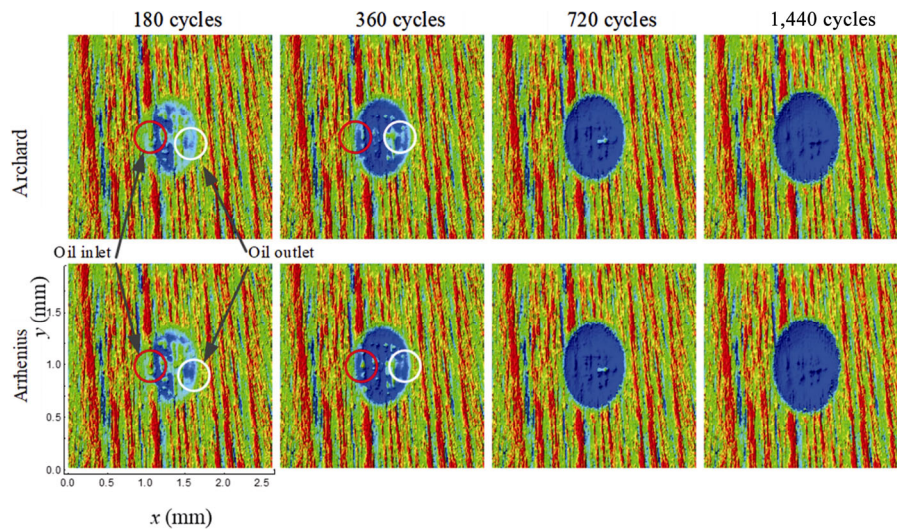 180 cycles
360 cycles
720 cycles
1,440 cycles
Archard
Oil inlet
Oil outlet
Arrhenius
y (mm)
1.5
1.0
0.5
0.0
0.0 0.5 1.0 1.5 2.0 2.5
x (mm)